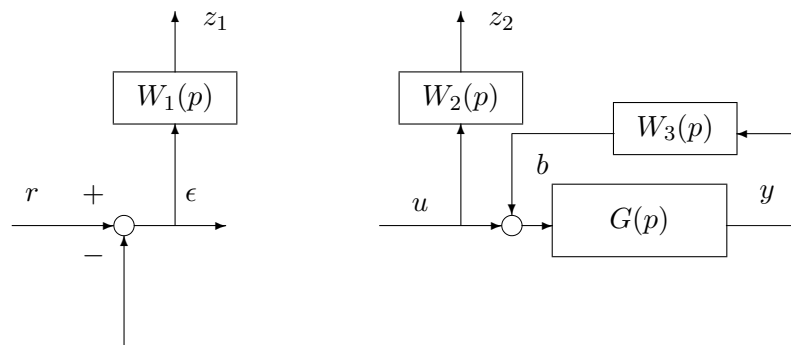 z₁ z₂
W₁(p) W₂(p)
W₃(p)
b
r + ϵ u G(p) y
−